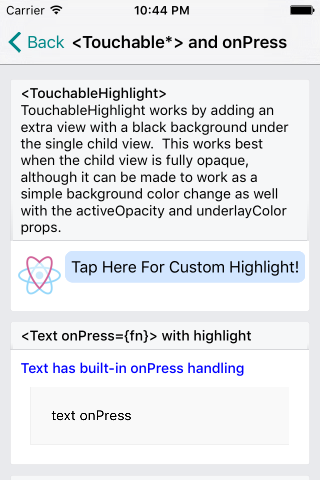 Carrier 10:44 PM
Back <Touchable*> and onPress
<TouchableHighlight>
TouchableHighlight works by adding an
extra view with a black background under
the single child view.  This works best
when the child view is fully opaque,
although it can be made to work as a
simple background color change as well
with the activeOpacity and underlayColor
props.
Tap Here For Custom Highlight!
<Text onPress={fn}> with highlight
Text has built-in onPress handling
text onPress